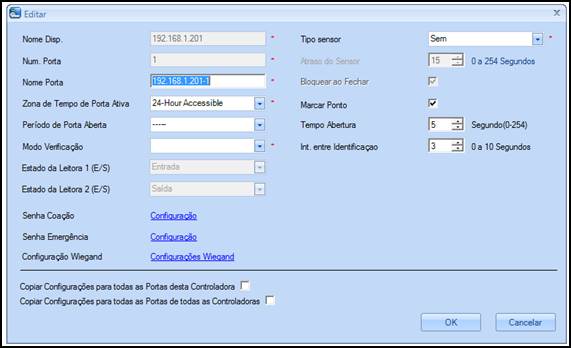 Editar
Nome Disp. 192.168.1.201 *
Num. Porta 1 *
Nome Porta 192.168.1.201-1 *
Zona de Tempo de Porta Ativa 24-Hour Accessible *
Período de Porta Aberta -----
Modo Verificação *
Estado da Leitora 1 (E/S) Entrada
Estado da Leitora 2 (E/S) Saída
Senha Coação Configuração
Senha Emergência Configuração
Configuração Wiegand Configurações Wiegand
Tipo sensor Sem *
Atraso do Sensor 15 0 a 254 Segundos
Bloquear ao Fechar
Marcar Ponto
Tempo Abertura 5 Segundo(0-254)
Int. entre Identificaçao 3 0 a 10 Segundos
Copiar Configurações para todas as Portas desta Controladora
Copiar Configurações para todas as Portas de todas as Controladoras
OK Cancelar